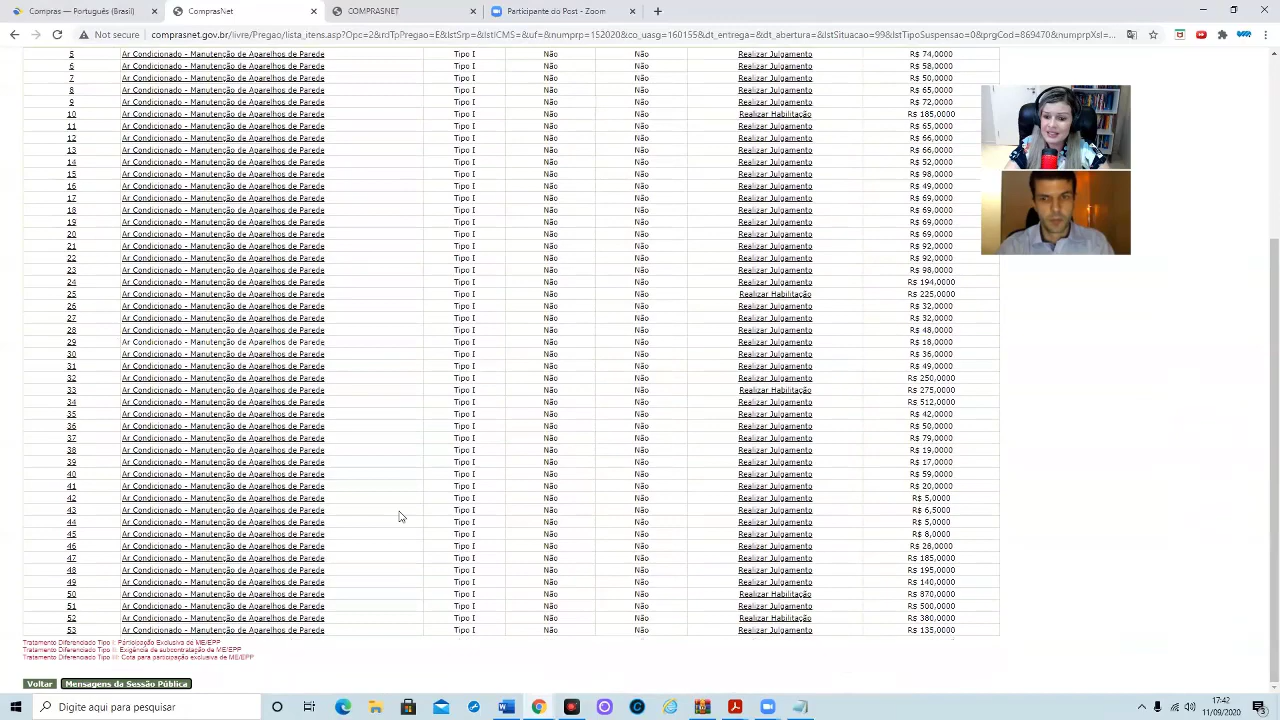 Compras — Português (Brasil)
ComprasNet
COMPRASNET
Participante do Post - Zoom
Not secure
comprasnet.gov.br/livre/Pregao/lista_itens.asp?Opc=2&rdTpPregao=E&lstSrp=&lstICMS=&uf=&numprp=152020&co_uasg=160155&dt_entrega=&dt_abertura=&lstSituacao=99&lstTipoSuspensao=0&prgCod=869470&numprpXsl=...
5 Ar Condicionado - Manutenção de Aparelhos de Parede Tipo I Não Não Realizar Julgamento R$ 74,0000
6 Ar Condicionado - Manutenção de Aparelhos de Parede Tipo I Não Não Realizar Julgamento R$ 58,0000
7 Ar Condicionado - Manutenção de Aparelhos de Parede Tipo I Não Não Realizar Julgamento R$ 50,0000
8 Ar Condicionado - Manutenção de Aparelhos de Parede Tipo I Não Não Realizar Julgamento R$ 65,0000
9 Ar Condicionado - Manutenção de Aparelhos de Parede Tipo I Não Não Realizar Julgamento R$ 72,0000
10 Ar Condicionado - Manutenção de Aparelhos de Parede Tipo I Não Não Realizar Habilitação R$ 185,0000
11 Ar Condicionado - Manutenção de Aparelhos de Parede Tipo I Não Não Realizar Julgamento R$ 55,0000
12 Ar Condicionado - Manutenção de Aparelhos de Parede Tipo I Não Não Realizar Julgamento R$ 66,0000
13 Ar Condicionado - Manutenção de Aparelhos de Parede Tipo I Não Não Realizar Julgamento R$ 66,0000
14 Ar Condicionado - Manutenção de Aparelhos de Parede Tipo I Não Não Realizar Julgamento R$ 52,0000
15 Ar Condicionado - Manutenção de Aparelhos de Parede Tipo I Não Não Realizar Julgamento R$ 98,0000
16 Ar Condicionado - Manutenção de Aparelhos de Parede Tipo I Não Não Realizar Julgamento R$ 49,0000
17 Ar Condicionado - Manutenção de Aparelhos de Parede Tipo I Não Não Realizar Julgamento R$ 69,0000
18 Ar Condicionado - Manutenção de Aparelhos de Parede Tipo I Não Não Realizar Julgamento R$ 69,0000
19 Ar Condicionado - Manutenção de Aparelhos de Parede Tipo I Não Não Realizar Julgamento R$ 69,0000
20 Ar Condicionado - Manutenção de Aparelhos de Parede Tipo I Não Não Realizar Julgamento R$ 69,0000
21 Ar Condicionado - Manutenção de Aparelhos de Parede Tipo I Não Não Realizar Julgamento R$ 92,0000
22 Ar Condicionado - Manutenção de Aparelhos de Parede Tipo I Não Não Realizar Julgamento R$ 92,0000
23 Ar Condicionado - Manutenção de Aparelhos de Parede Tipo I Não Não Realizar Julgamento R$ 98,0000
24 Ar Condicionado - Manutenção de Aparelhos de Parede Tipo I Não Não Realizar Julgamento R$ 194,0000
25 Ar Condicionado - Manutenção de Aparelhos de Parede Tipo I Não Não Realizar Habilitação R$ 225,0000
26 Ar Condicionado - Manutenção de Aparelhos de Parede Tipo I Não Não Realizar Julgamento R$ 32,0000
27 Ar Condicionado - Manutenção de Aparelhos de Parede Tipo I Não Não Realizar Julgamento R$ 32,0000
28 Ar Condicionado - Manutenção de Aparelhos de Parede Tipo I Não Não Realizar Julgamento R$ 48,0000
29 Ar Condicionado - Manutenção de Aparelhos de Parede Tipo I Não Não Realizar Julgamento R$ 18,0000
30 Ar Condicionado - Manutenção de Aparelhos de Parede Tipo I Não Não Realizar Julgamento R$ 36,0000
31 Ar Condicionado - Manutenção de Aparelhos de Parede Tipo I Não Não Realizar Julgamento R$ 49,0000
32 Ar Condicionado - Manutenção de Aparelhos de Parede Tipo I Não Não Realizar Julgamento R$ 250,0000
33 Ar Condicionado - Manutenção de Aparelhos de Parede Tipo I Não Não Realizar Habilitação R$ 275,0000
34 Ar Condicionado - Manutenção de Aparelhos de Parede Tipo I Não Não Realizar Julgamento R$ 512,0000
35 Ar Condicionado - Manutenção de Aparelhos de Parede Tipo I Não Não Realizar Julgamento R$ 42,0000
36 Ar Condicionado - Manutenção de Aparelhos de Parede Tipo I Não Não Realizar Julgamento R$ 50,0000
37 Ar Condicionado - Manutenção de Aparelhos de Parede Tipo I Não Não Realizar Julgamento R$ 79,0000
38 Ar Condicionado - Manutenção de Aparelhos de Parede Tipo I Não Não Realizar Julgamento R$ 19,0000
39 Ar Condicionado - Manutenção de Aparelhos de Parede Tipo I Não Não Realizar Julgamento R$ 17,0000
40 Ar Condicionado - Manutenção de Aparelhos de Parede Tipo I Não Não Realizar Julgamento R$ 59,0000
41 Ar Condicionado - Manutenção de Aparelhos de Parede Tipo I Não Não Realizar Julgamento R$ 20,0000
42 Ar Condicionado - Manutenção de Aparelhos de Parede Tipo I Não Não Realizar Julgamento R$ 5,0000
43 Ar Condicionado - Manutenção de Aparelhos de Parede Tipo I Não Não Realizar Julgamento R$ 6,5000
44 Ar Condicionado - Manutenção de Aparelhos de Parede Tipo I Não Não Realizar Julgamento R$ 5,0000
45 Ar Condicionado - Manutenção de Aparelhos de Parede Tipo I Não Não Realizar Julgamento R$ 8,0000
46 Ar Condicionado - Manutenção de Aparelhos de Parede Tipo I Não Não Realizar Julgamento R$ 28,0000
47 Ar Condicionado - Manutenção de Aparelhos de Parede Tipo I Não Não Realizar Julgamento R$ 185,0000
48 Ar Condicionado - Manutenção de Aparelhos de Parede Tipo I Não Não Realizar Julgamento R$ 195,0000
49 Ar Condicionado - Manutenção de Aparelhos de Parede Tipo I Não Não Realizar Julgamento R$ 140,0000
50 Ar Condicionado - Manutenção de Aparelhos de Parede Tipo I Não Não Realizar Habilitação R$ 870,0000
51 Ar Condicionado - Manutenção de Aparelhos de Parede Tipo I Não Não Realizar Julgamento R$ 500,0000
52 Ar Condicionado - Manutenção de Aparelhos de Parede Tipo I Não Não Realizar Habilitação R$ 380,0000
53 Ar Condicionado - Manutenção de Aparelhos de Parede Tipo I Não Não Realizar Julgamento R$ 135,0000
Tratamento Diferenciado Tipo I: Participação Exclusiva de ME/EPP
Tratamento Diferenciado Tipo II: Exigência de subcontratação de ME/EPP
Tratamento Diferenciado Tipo III: Cota para participação exclusiva de ME/EPP
Voltar Mensagens da Sessão Pública
Digite aqui para pesquisar
17:42
11/09/2020